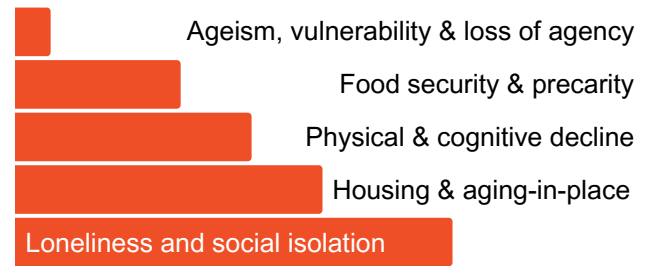 Ageism, vulnerability & loss of agency
Food security & precarity
Physical & cognitive decline
Housing & aging-in-place
Loneliness and social isolation